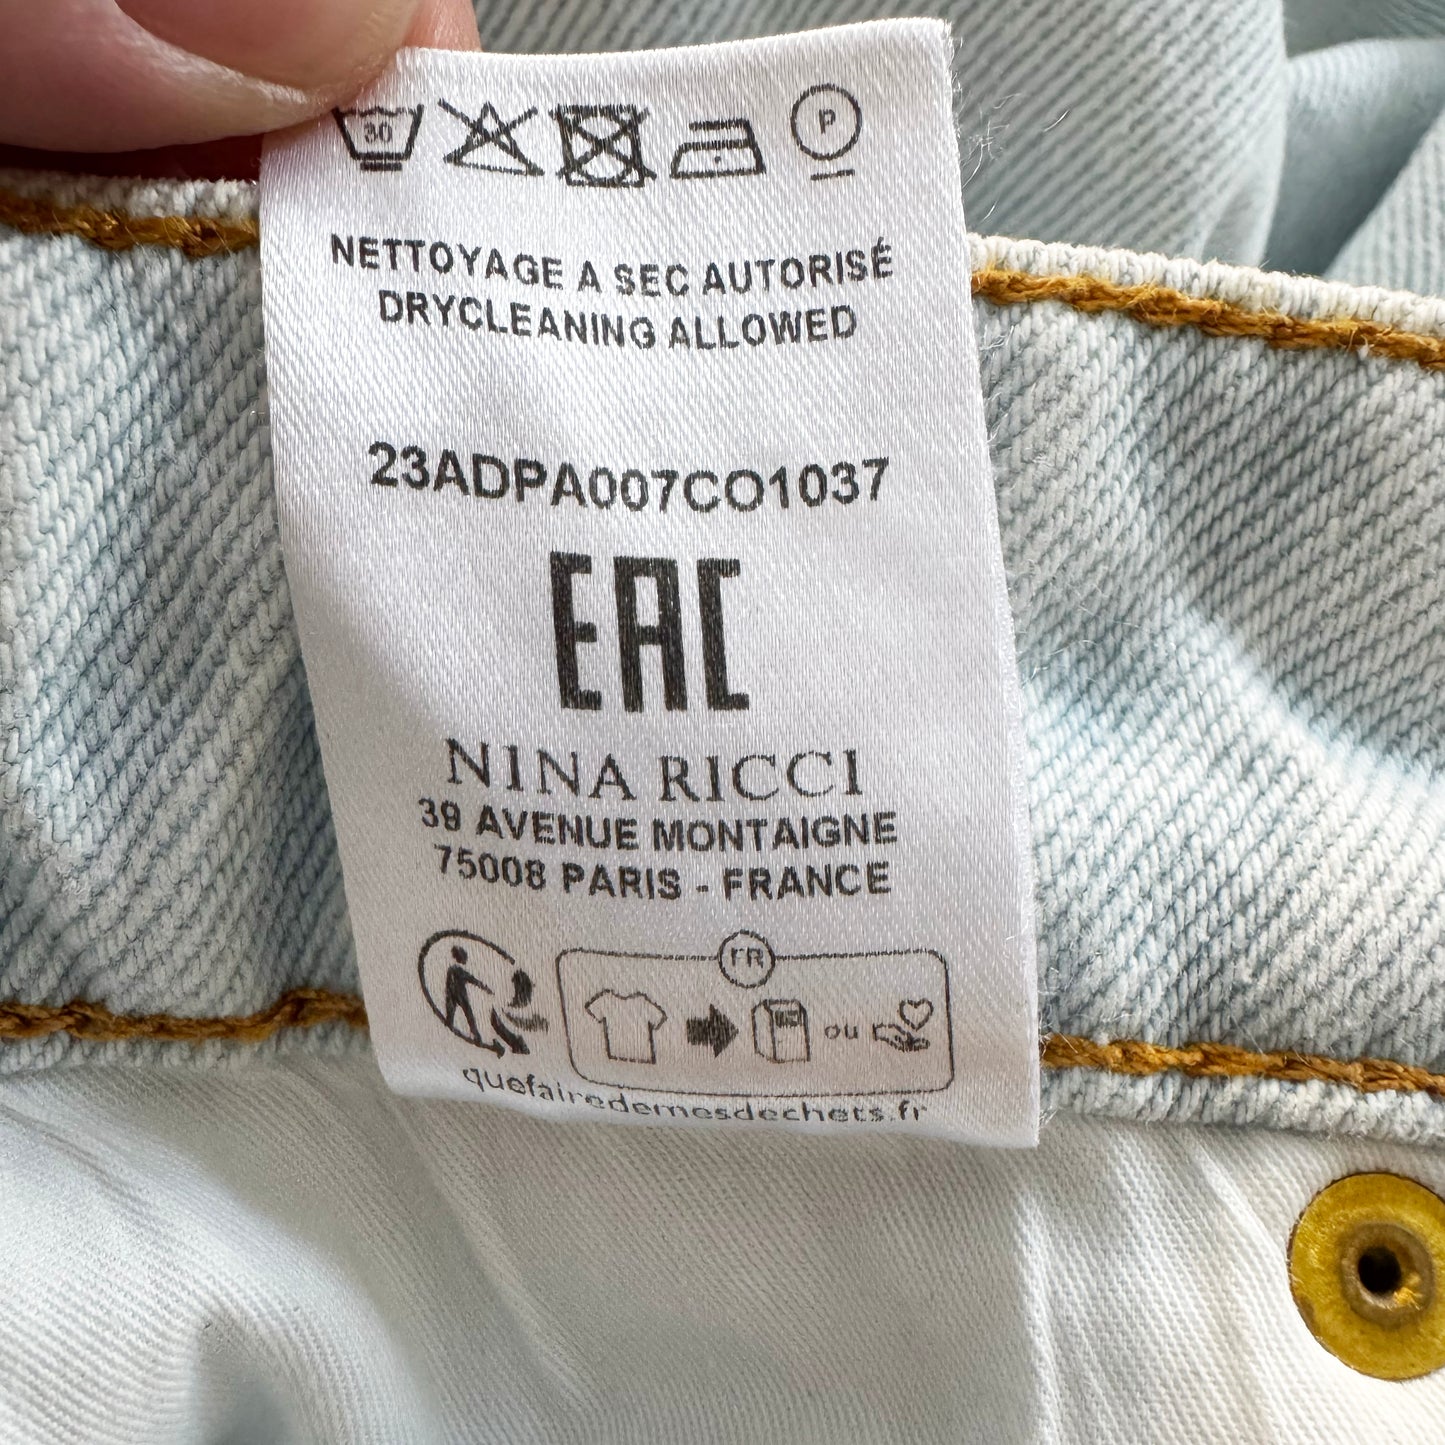 30
P
NETTOYAGE A SEC AUTORISÉ
DRYCLEANING ALLOWED
23ADPA007CO1037
EAC
NINA RICCI
39 AVENUE MONTAIGNE
75008 PARIS - FRANCE
FR
ou
quefairedemesdechets.fr